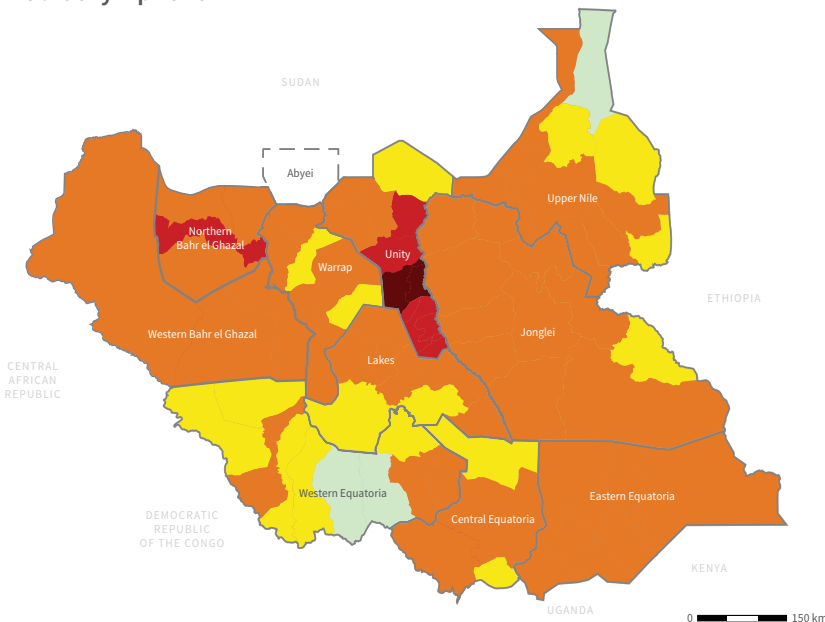 SUDAN
Abyei
Upper Nile
Northern
Bahr el Ghazal
Unity
Warrap
ETHIOPIA
Western Bahr el Ghazal
Jonglei
Lakes
CENTRAL
AFRICAN
REPUBLIC
Western Equatoria
Eastern Equatoria
Central Equatoria
DEMOCRATIC
REPUBLIC
OF THE CONGO
KENYA
UGANDA
0 150 km